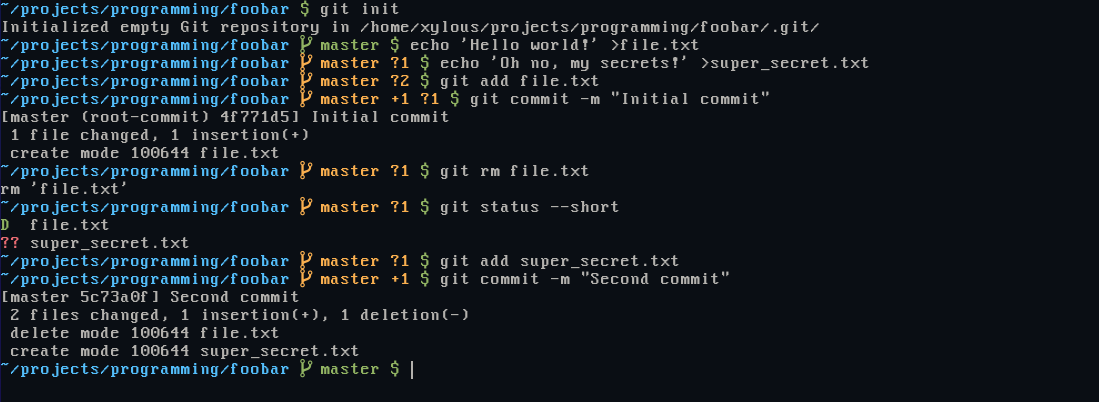 ~/projects/programming/foobar $ git init
Initialized empty Git repository in /home/xylous/projects/programming/foobar/.git/
~/projects/programming/foobar master $ echo 'Hello world!' >file.txt
~/projects/programming/foobar master ?1 $ echo 'Oh no, my secrets!' >super_secret.txt
~/projects/programming/foobar master ?2 $ git add file.txt
~/projects/programming/foobar master +1 ?1 $ git commit -m "Initial commit"
[master (root-commit) 4f771d5] Initial commit
 1 file changed, 1 insertion(+)
 create mode 100644 file.txt
~/projects/programming/foobar master ?1 $ git rm file.txt
rm 'file.txt'
~/projects/programming/foobar master ?1 $ git status --short
D  file.txt
?? super_secret.txt
~/projects/programming/foobar master ?1 $ git add super_secret.txt
~/projects/programming/foobar master +1 $ git commit -m "Second commit"
[master 5c73a0f] Second commit
 2 files changed, 1 insertion(+), 1 deletion(-)
 delete mode 100644 file.txt
 create mode 100644 super_secret.txt
~/projects/programming/foobar master $